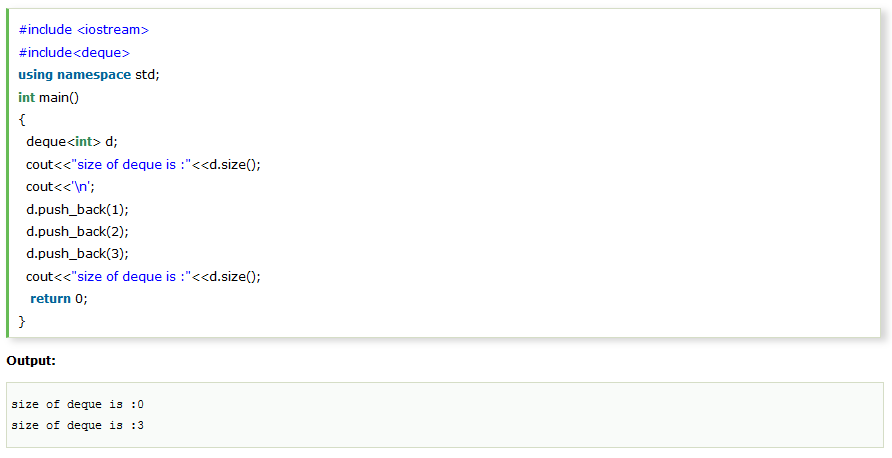 #include <iostream>
#include<deque>
using namespace std;
int main()
{
deque<int> d;
cout<<"size of deque is :"<<d.size();
cout<<'\n';
d.push_back(1);
d.push_back(2);
d.push_back(3);
cout<<"size of deque is :"<<d.size();
return 0;
}
Output:
size of deque is :0
size of deque is :3